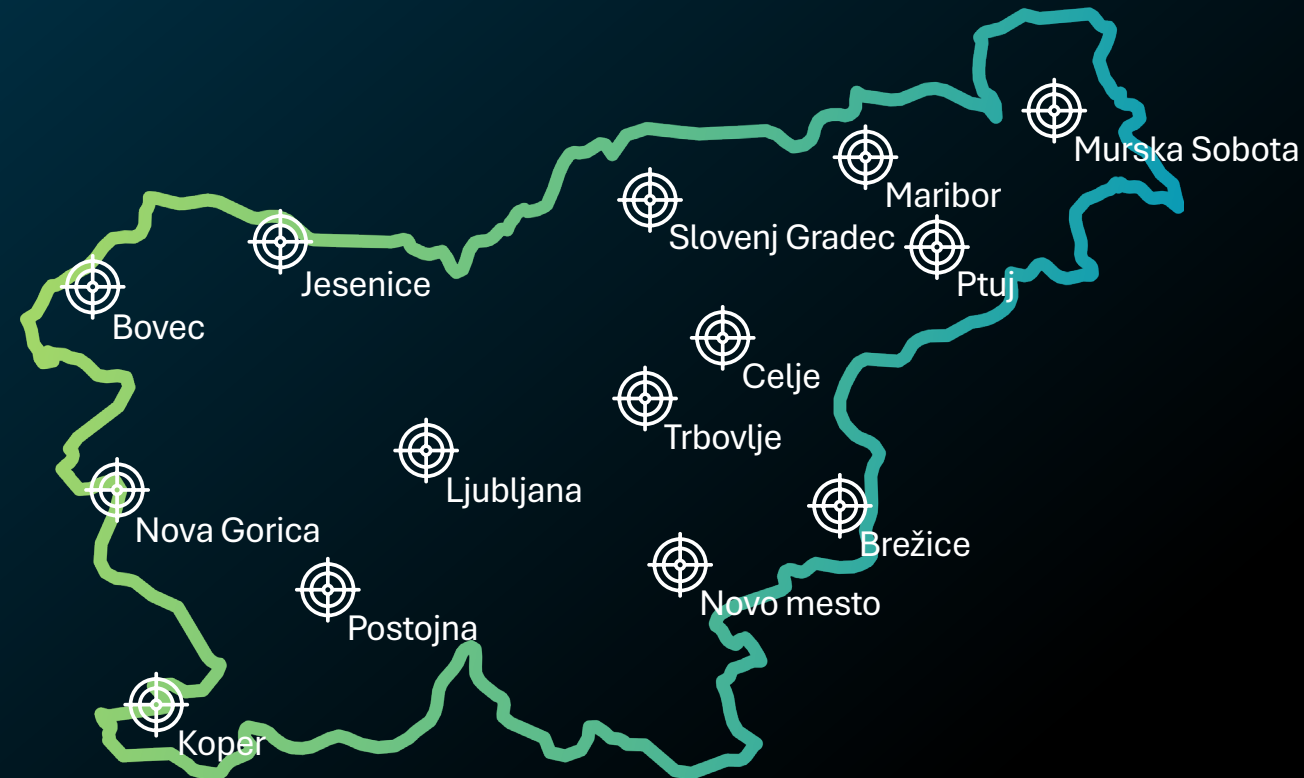 Murska Sobota
Maribor
Slovenj Gradec
Ptuj
Jesenice
Bovec
Celje
Trbovlje
Ljubljana
Nova Gorica
Brežice
Novo mesto
Postojna
Koper